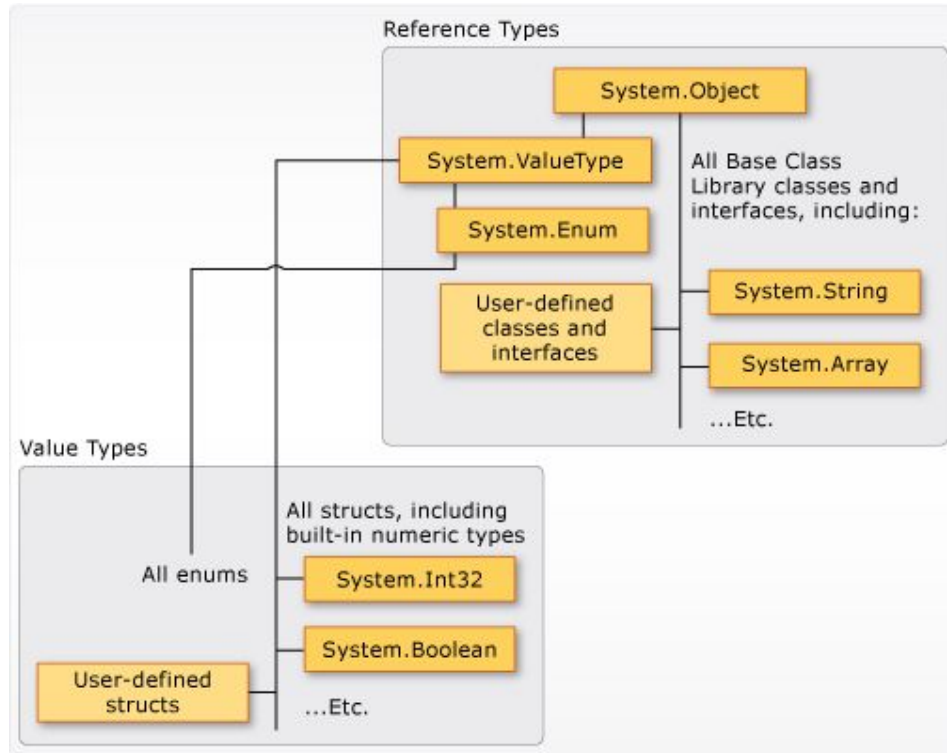 Reference Types
System.Object
System.ValueType
All Base Class
Library classes and
interfaces, including:
System.Enum
System.String
User-defined
classes and
interfaces
System.Array
...Etc.
Value Types
All structs, including
built-in numeric types
All enums
System.Int32
System.Boolean
User-defined
structs
...Etc.